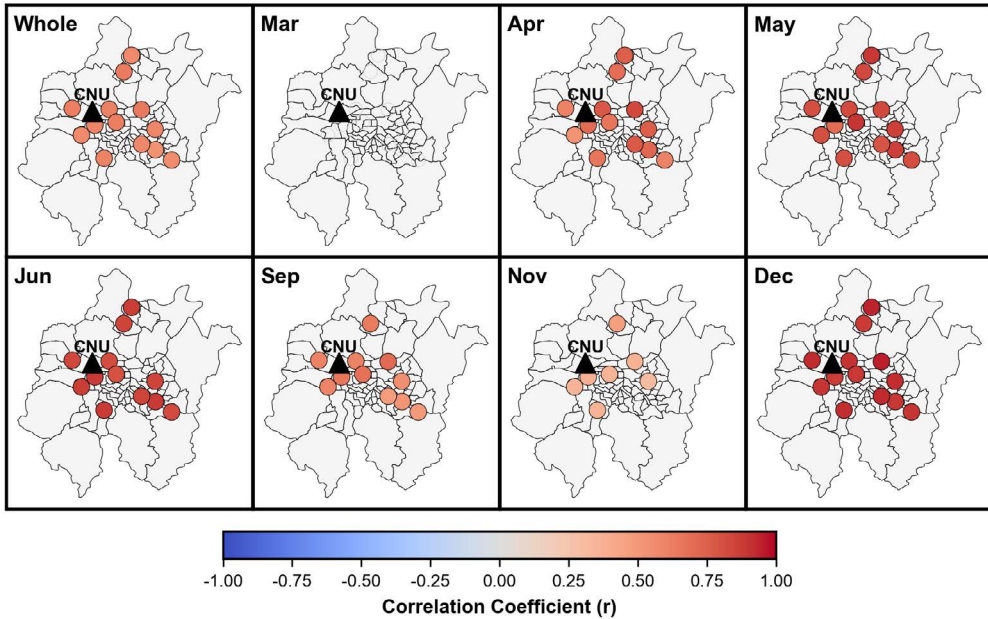 Whole
Mar
Apr
May
CNU
CNU
CNU
CNU
Jun
Sep
Nov
Dec
CNU
CNU
CNU
CNU
-1.00 -0.75 -0.50 -0.25 0.00 0.25 0.50 0.75 1.00
Correlation Coefficient (r)